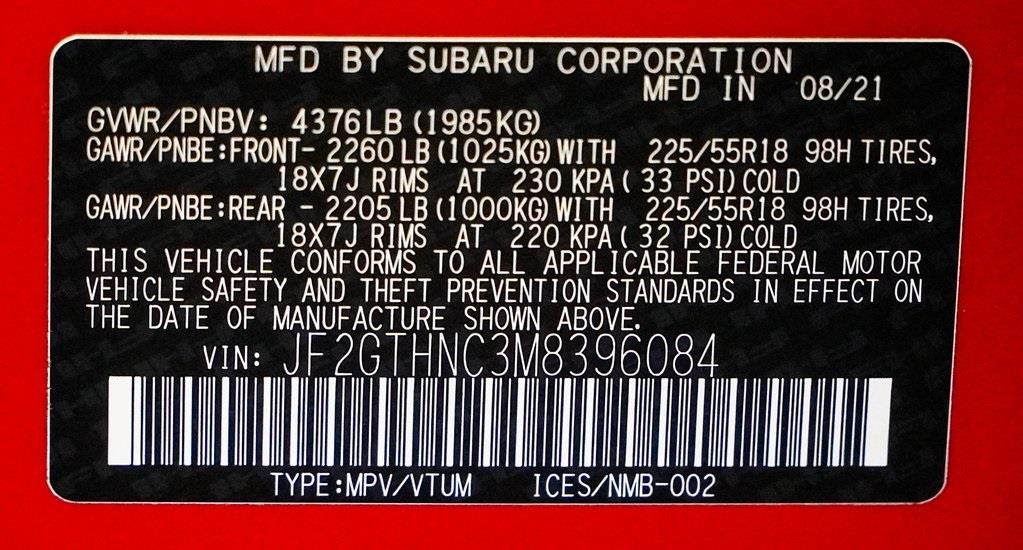 MFD BY SUBARU CORPORATION
MFD IN 08/21
GVWR/PNBV: 4376LB (1985KG)
GAWR/PNBE:FRONT- 2260 LB (1025KG) WITH 225/55R18 98H TIRES,
18X7J RIMS AT 230 KPA ( 33 PSI) COLD
GAWR/PNBE:REAR - 2205 LB (1000KG) WITH 225/55R18 98H TIRES,
18X7J RIMS AT 220 KPA ( 32 PSI) COLD
THIS VEHICLE CONFORMS TO ALL APPLICABLE FEDERAL MOTOR
VEHICLE SAFETY AND THEFT PREVENTION STANDARDS IN EFFECT ON
THE DATE OF MANUFACTURE SHOWN ABOVE.
VIN: JF2GTHNC3M8396084
TYPE:MPV/VTUM ICES/NMB-002